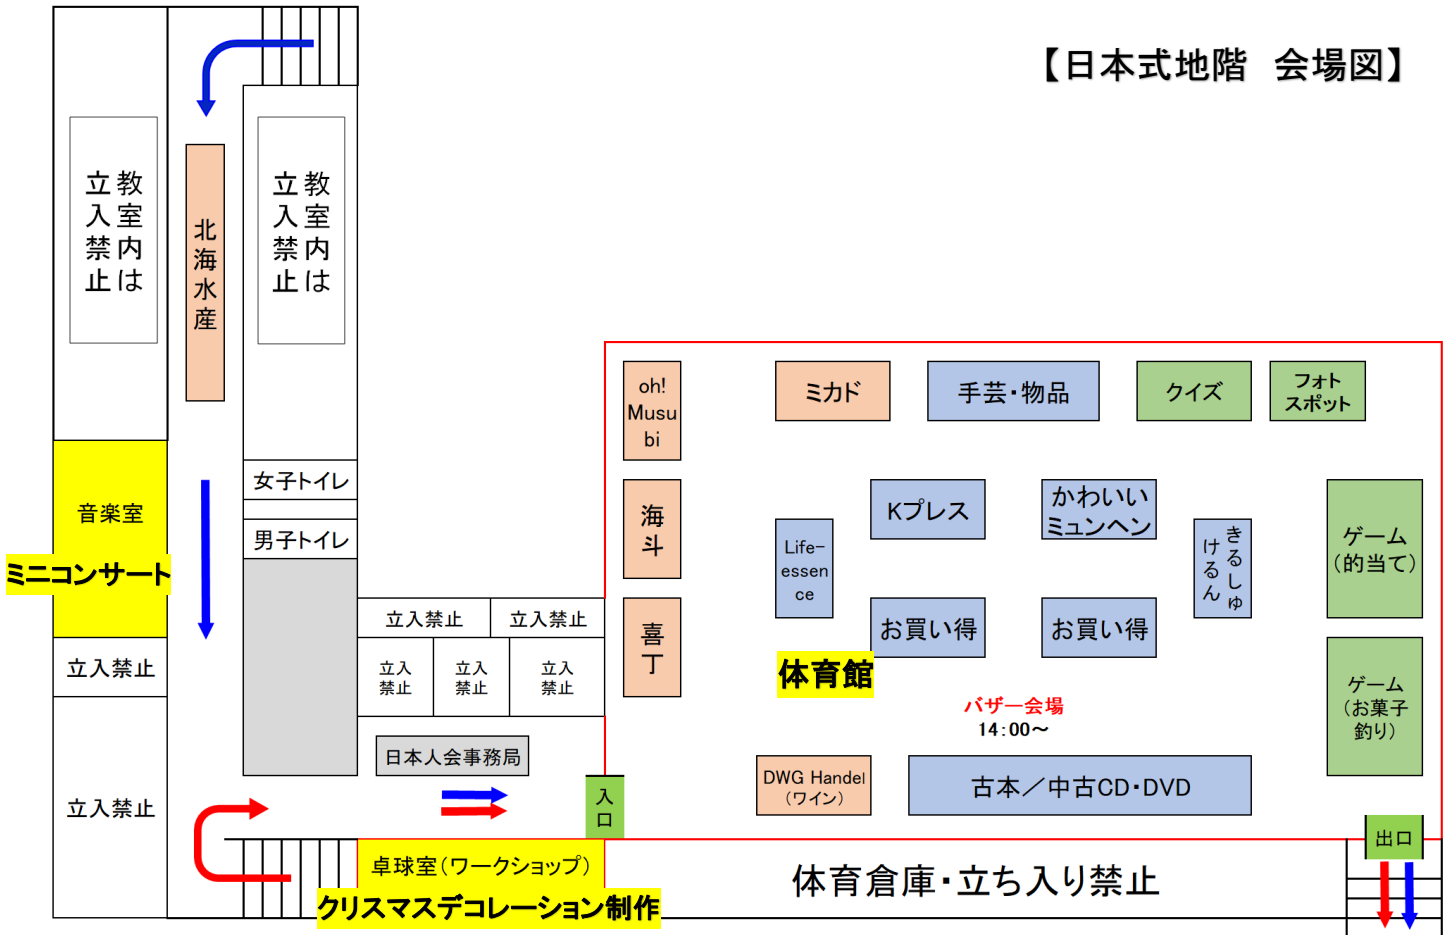 【日本式地階　会場図】
教室内は
立入禁止
北海水産
教室内は
立入禁止
音楽室
ミニコンサート
立入禁止
立入禁止
女子トイレ
男子トイレ
立入禁止
立入禁止
立入
禁止
立入
禁止
立入
禁止
日本人会事務局
入口
卓球室(ワークショップ)
クリスマスデコレーション制作
oh!
Musu
bi
海斗
喜丁
ミカド
手芸・物品
クイズ
フォト
スポット
Kプレス
かわいい
ミュンヘン
Life-
essen
ce
きるしゅ
けるん
お買い得
お買い得
ゲーム
(的当て)
ゲーム
(お菓子
釣り)
体育館
バザー会場
14:00~
DWG Handel
(ワイン)
古本/中古CD・DVD
出口
体育倉庫・立ち入り禁止